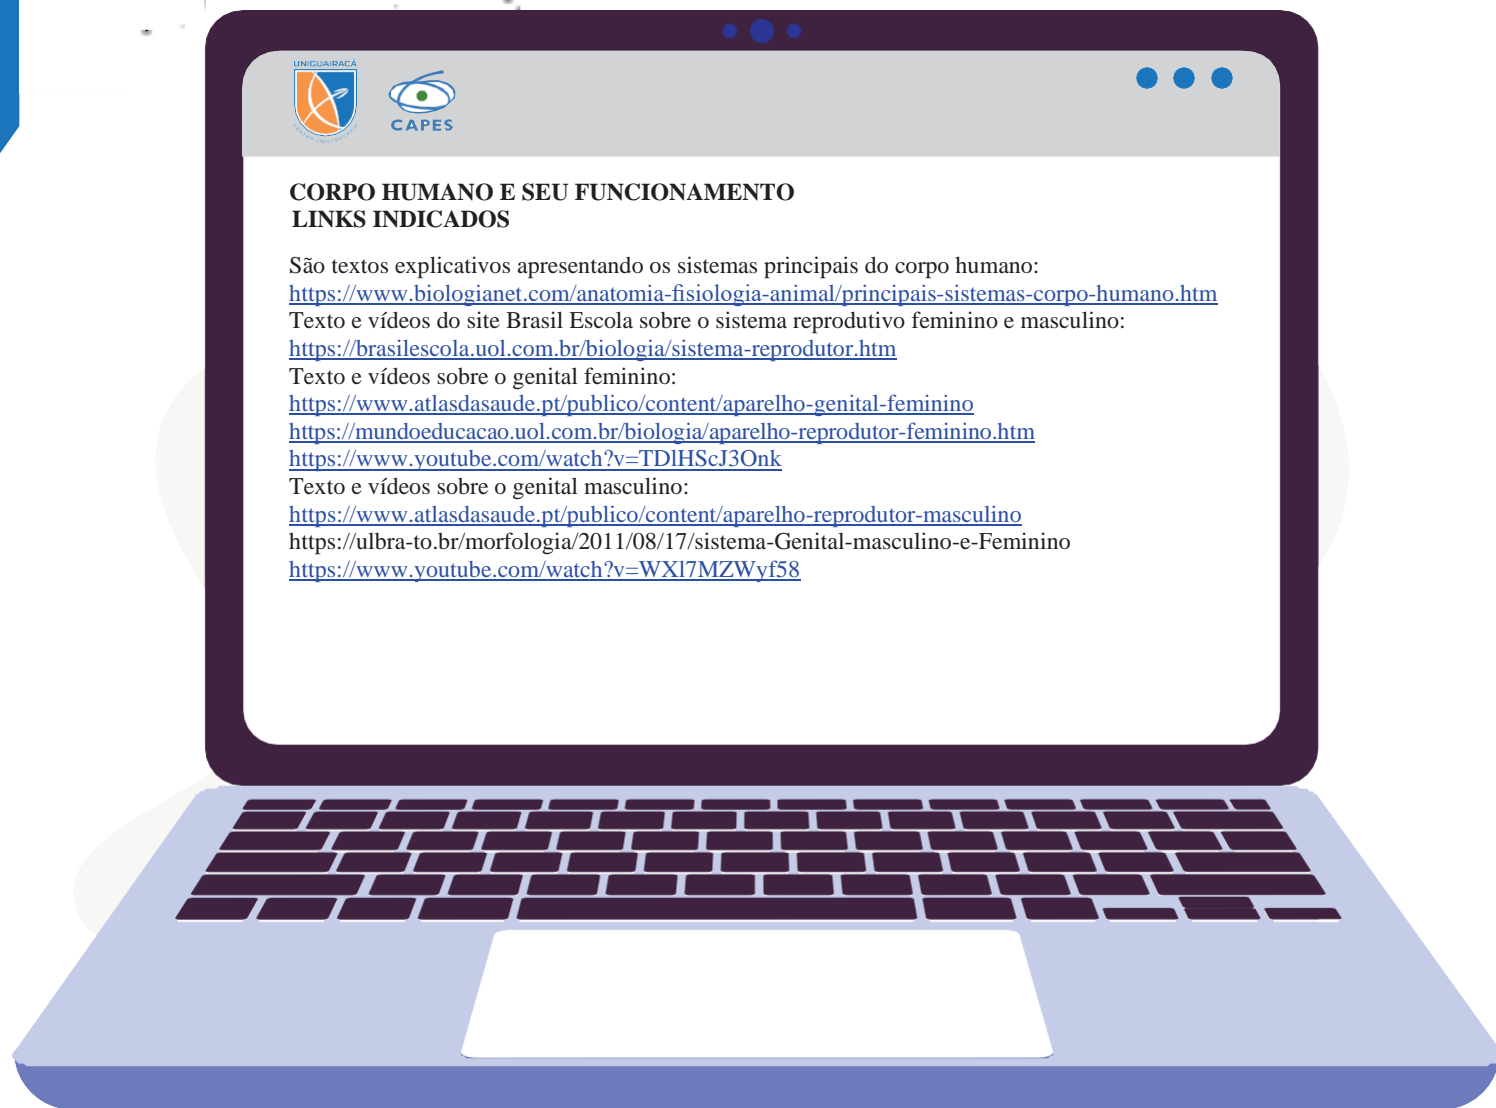 UNIGUAIRACÁ
CAPES
CORPO HUMANO E SEU FUNCIONAMENTO
LINKS INDICADOS
São textos explicativos apresentando os sistemas principais do corpo humano:
https://www.biologianet.com/anatomia-fisiologia-animal/principais-sistemas-corpo-humano.htm
Texto e vídeos do site Brasil Escola sobre o sistema reprodutivo feminino e masculino:
https://brasilescola.uol.com.br/biologia/sistema-reprodutor.htm
Texto e vídeos sobre o genital feminino:
https://www.atlasdasaude.pt/publico/content/aparelho-genital-feminino
https://mundoeducacao.uol.com.br/biologia/aparelho-reprodutor-feminino.htm
https://www.youtube.com/watch?v=TDlHScJ3Onk
Texto e vídeos sobre o genital masculino:
https://www.atlasdasaude.pt/publico/content/aparelho-reprodutor-masculino
https://ulbra-to.br/morfologia/2011/08/17/sistema-Genital-masculino-e-Feminino
https://www.youtube.com/watch?v=WXl7MZWyf58